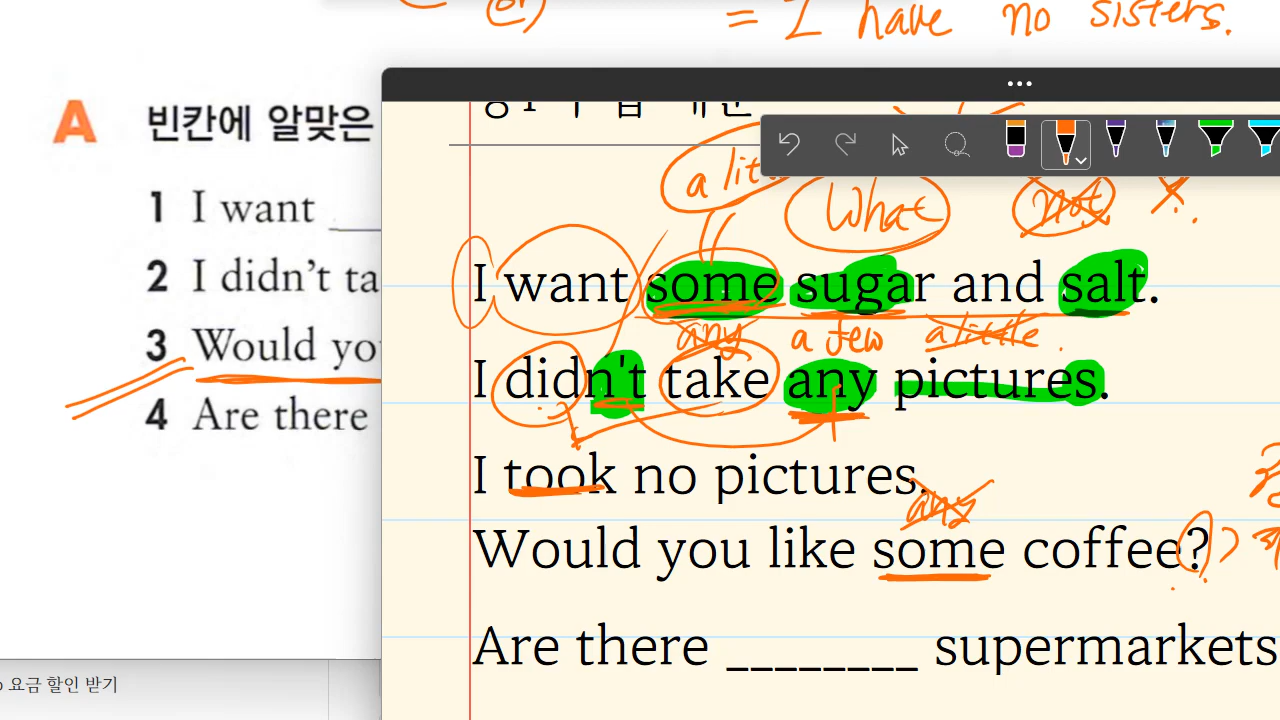 = I have no sisters.
A 빈칸에 알맞은
1 I want
2 I didn't ta
3 Would yo
4 Are there
요금 할인 받기
a lit
What
not
I want some sugar and salt.
any a few a little
I didn't take any pictures.
I took no pictures.
any
Would you like some coffee?
Are there ________ supermarkets